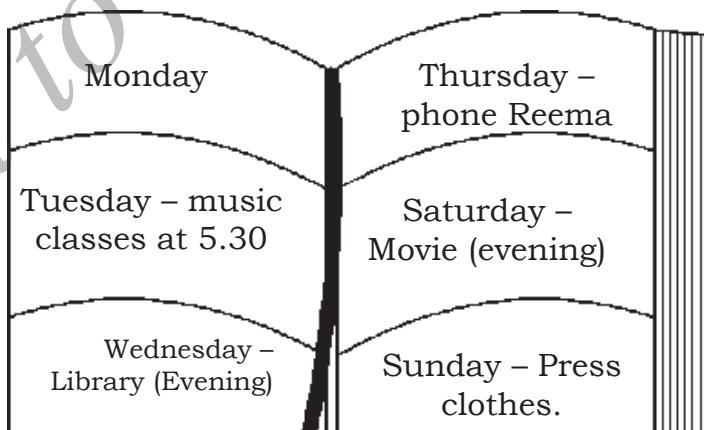 to
Monday
Tuesday – music
classes at 5.30
Wednesday –
Library (Evening)
Thursday –
phone Reema
Saturday –
Movie (evening)
Sunday – Press
clothes.